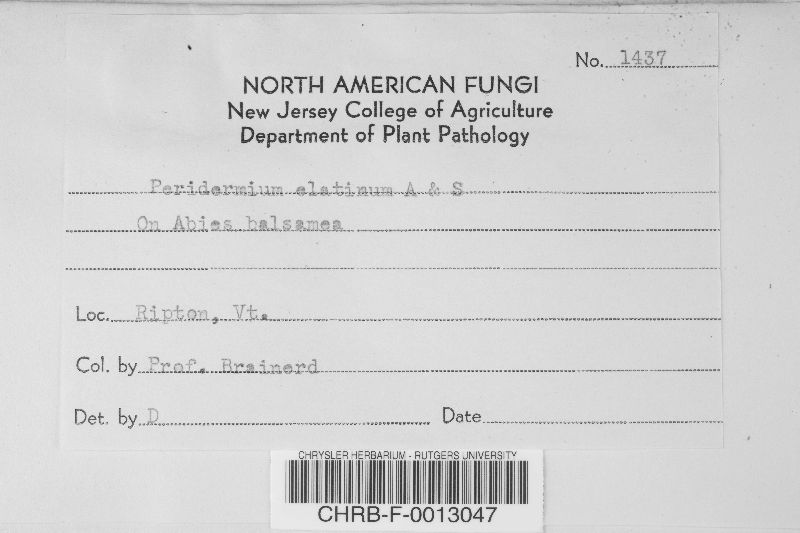 No. 1437
NORTH AMERICAN FUNGI
New Jersey College of Agriculture
Department of Plant Pathology
Peridermium elatinum A & S
On Abies balsamea
Loc. Ripton, Vt.
Col. by Prof. Brainerd
Det. by D Date
CHRYSLER HERBARIUM - RUTGERS UNIVERSITY
CHRB-F-0013047